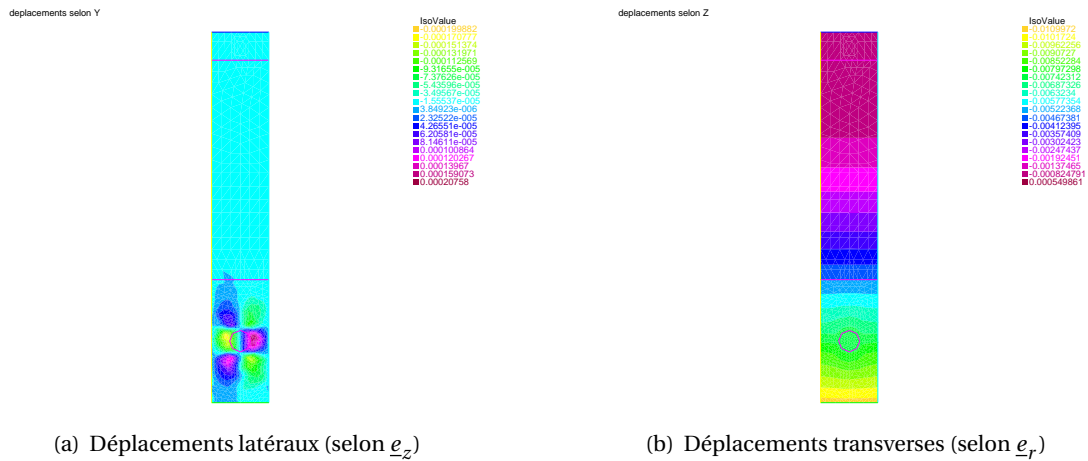 deplacements selon Y
IsoValue
-0.000199882
-0.000170777
-0.000151374
-0.000131971
-0.000112569
-9.31655e-005
-7.37626e-005
-5.43596e-005
-3.49567e-005
-1.55537e-005
3.84923e-006
2.32522e-005
4.26551e-005
6.20581e-005
8.14611e-005
0.000100864
0.000120267
0.00013967
0.000159073
0.00020758
deplacements selon Z
IsoValue
-0.0109972
-0.0101724
-0.00962256
-0.0090727
-0.00852284
-0.00797298
-0.00742312
-0.00687326
-0.0063234
-0.00577354
-0.00522368
-0.00467381
-0.00412395
-0.00357409
-0.00302423
-0.00247437
-0.00192451
-0.00137465
-0.000824791
0.000549861
(a) Déplacements latéraux (selon e_z)
(b) Déplacements transverses (selon e_r)